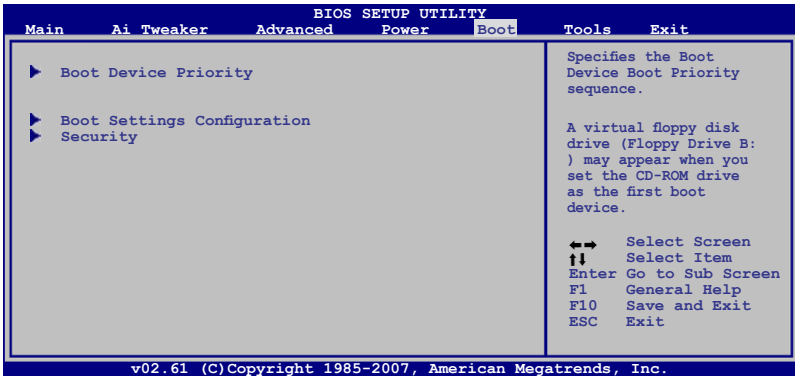 BIOS SETUP UTILITY
Main Ai Tweaker Advanced Power Boot Tools Exit
Boot Device Priority
Boot Settings Configuration
Security
Specifies the Boot
Device Boot Priority
sequence.
A virtual floppy disk
drive (Floppy Drive B:
) may appear when you
set the CD-ROM drive
as the first boot
device.
Select Screen
Select Item
Enter Go to Sub Screen
F1 General Help
F10 Save and Exit
ESC Exit
v02.61 (C)Copyright 1985-2007, American Megatrends, Inc.